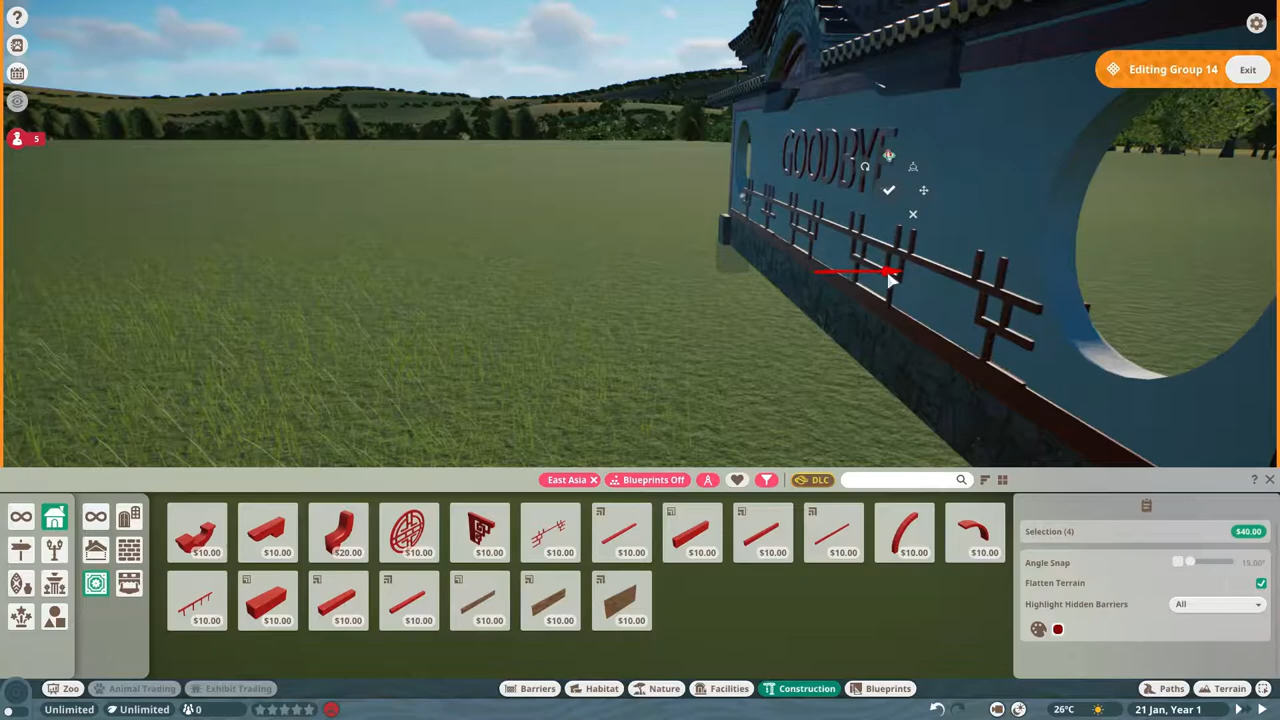 Editing Group 14
Exit
5
GOODBYE
East Asia
Blueprints Off
DLC
$10.00 $10.00 $20.00 $10.00 $10.00 $10.00 $10.00 $10.00 $10.00 $10.00 $10.00 $10.00
$10.00 $10.00 $10.00 $10.00 $10.00 $10.00 $10.00
Selection (4) $40.00
Angle Snap 15.00°
Flatten Terrain
Highlight Hidden Barriers All
Zoo Animal Trading Exhibit Trading Barriers Habitat Nature Facilities Construction Blueprints Paths Terrain
Unlimited Unlimited 0 26°C 21 Jan, Year 1